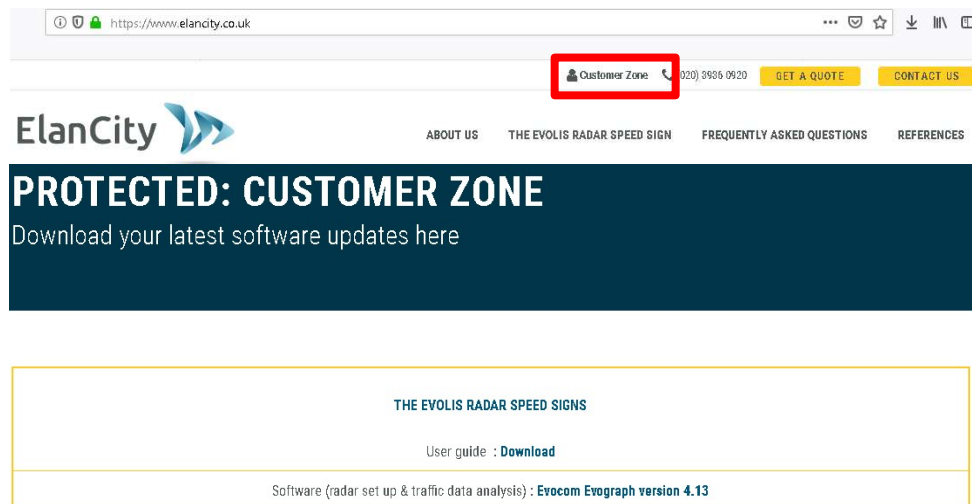 https://www.elancity.co.uk
Customer Zone 020) 3936 0920 GET A QUOTE CONTACT US
ElanCity
ABOUT US THE EVOLIS RADAR SPEED SIGN FREQUENTLY ASKED QUESTIONS REFERENCES
PROTECTED: CUSTOMER ZONE
Download your latest software updates here
THE EVOLIS RADAR SPEED SIGNS
User guide : Download
Software (radar set up & traffic data analysis) : Evocom Evograph version 4.13